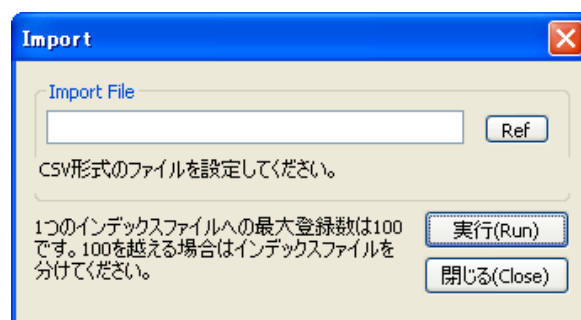 Import
Import File
Ref
CSV形式のファイルを設定してください。
1つのインデックスファイルへの最大登録数は100
です。100を越える場合はインデックスファイルを
分けてください。
実行(Run)
閉じる(Close)